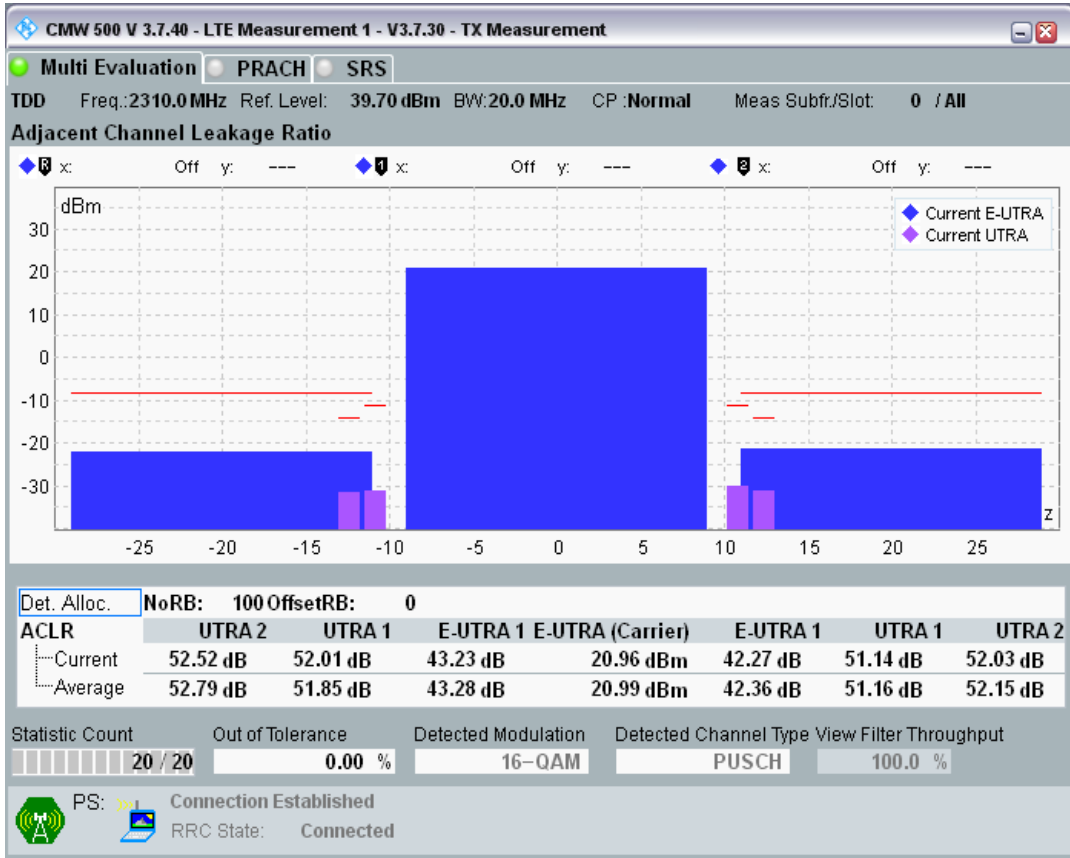 CMW 500 V 3.7.40 - LTE Measurement 1 - V3.7.30 - TX Measurement
Multi Evaluation PRACH SRS
TDD Freq.:2310.0 MHz Ref. Level: 39.70 dBm BW:20.0 MHz CP :Normal Meas Subfr./Slot: 0 / All
Adjacent Channel Leakage Ratio
R x: Off y: --- 1 x: Off y: --- 2 x: Off y: ---
dBm
Current E-UTRA
Current UTRA
30
20
10
0
-10
-20
-30
z
-25 -20 -15 -10 -5 0 5 10 15 20 25
Det. Alloc. NoRB: 100 OffsetRB: 0
ACLR UTRA 2 UTRA 1 E-UTRA 1 E-UTRA (Carrier) E-UTRA 1 UTRA 1 UTRA 2
Current 52.52 dB 52.01 dB 43.23 dB 20.96 dBm 42.27 dB 51.14 dB 52.03 dB
Average 52.79 dB 51.85 dB 43.28 dB 20.99 dBm 42.36 dB 51.16 dB 52.15 dB
Statistic Count Out of Tolerance Detected Modulation Detected Channel Type View Filter Throughput
20 / 20 0.00 % 16-QAM PUSCH 100.0 %
PS: Connection Established
RRC State: Connected